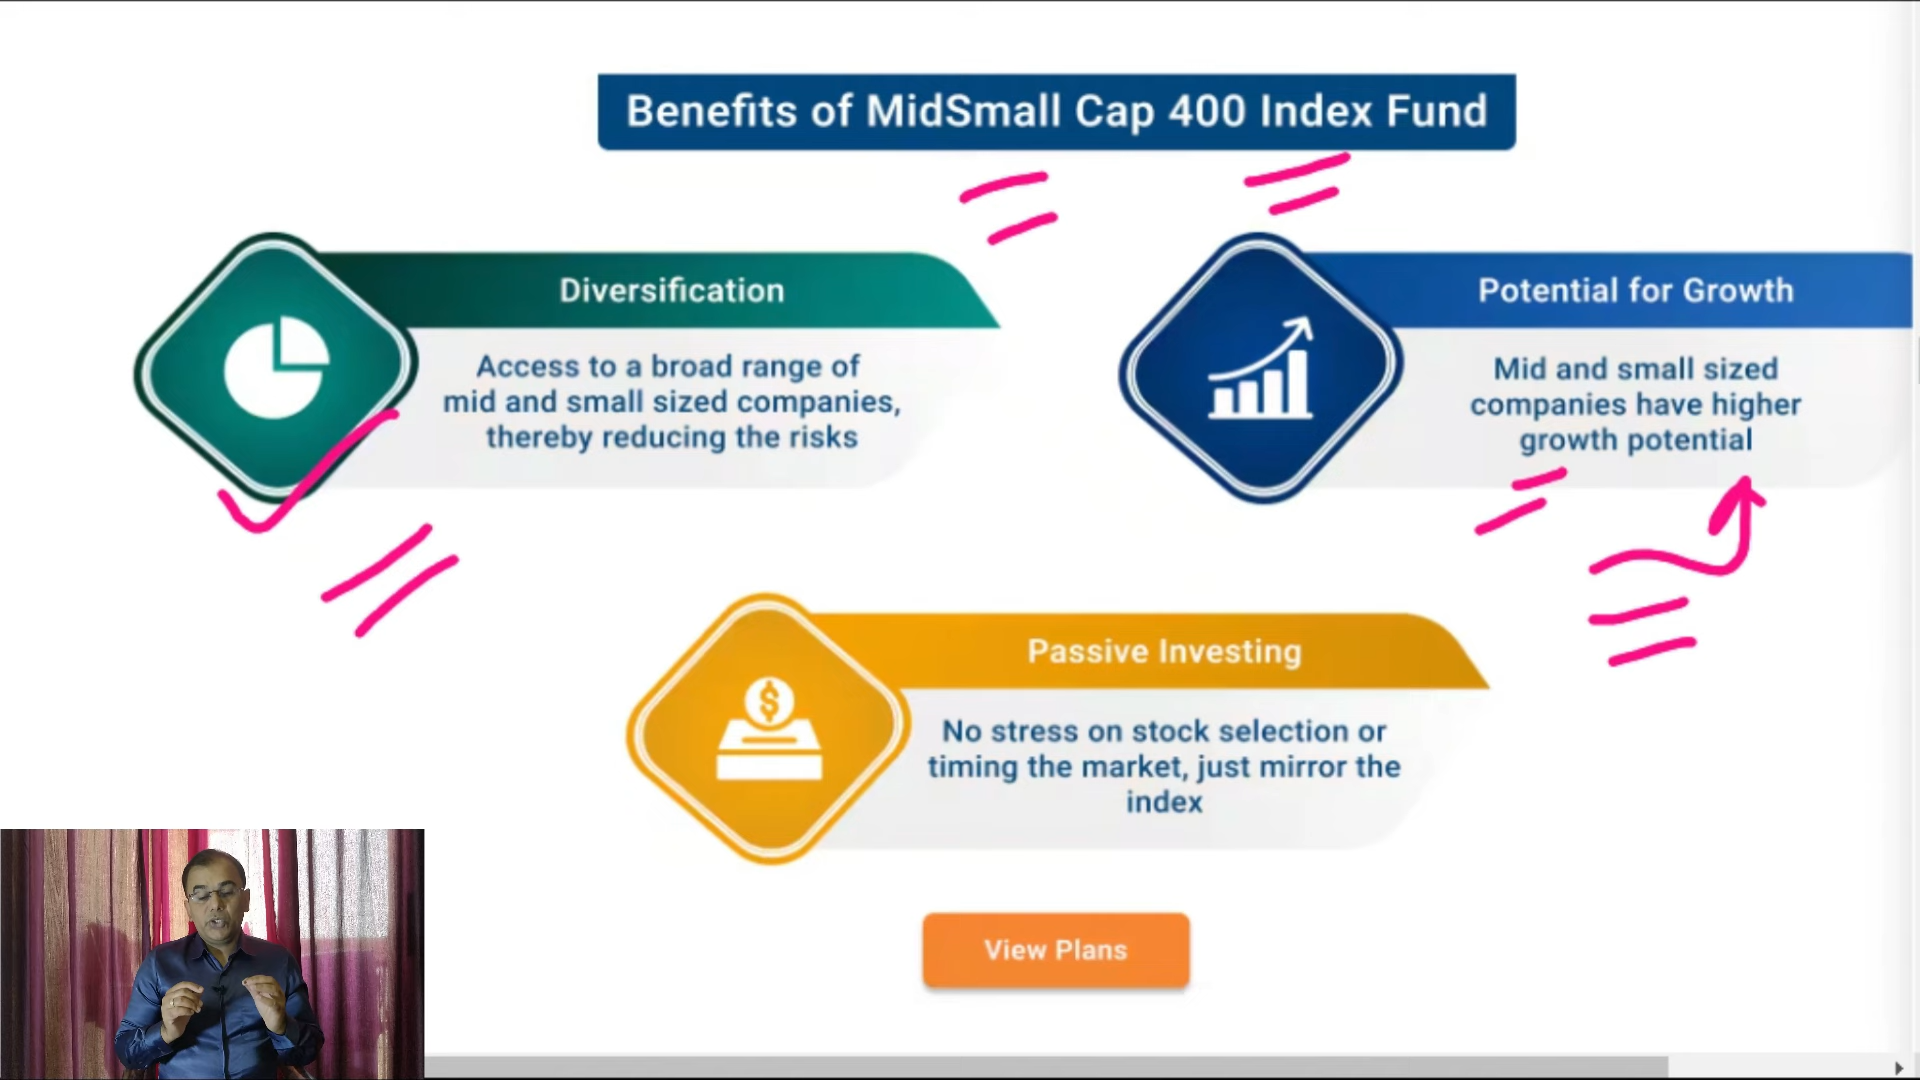 Benefits of MidSmall Cap 400 Index Fund
Diversification
Access to a broad range of
mid and small sized companies,
thereby reducing the risks
Potential for Growth
Mid and small sized
companies have higher
growth potential
Passive Investing
$
No stress on stock selection or
timing the market, just mirror the
index
View Plans